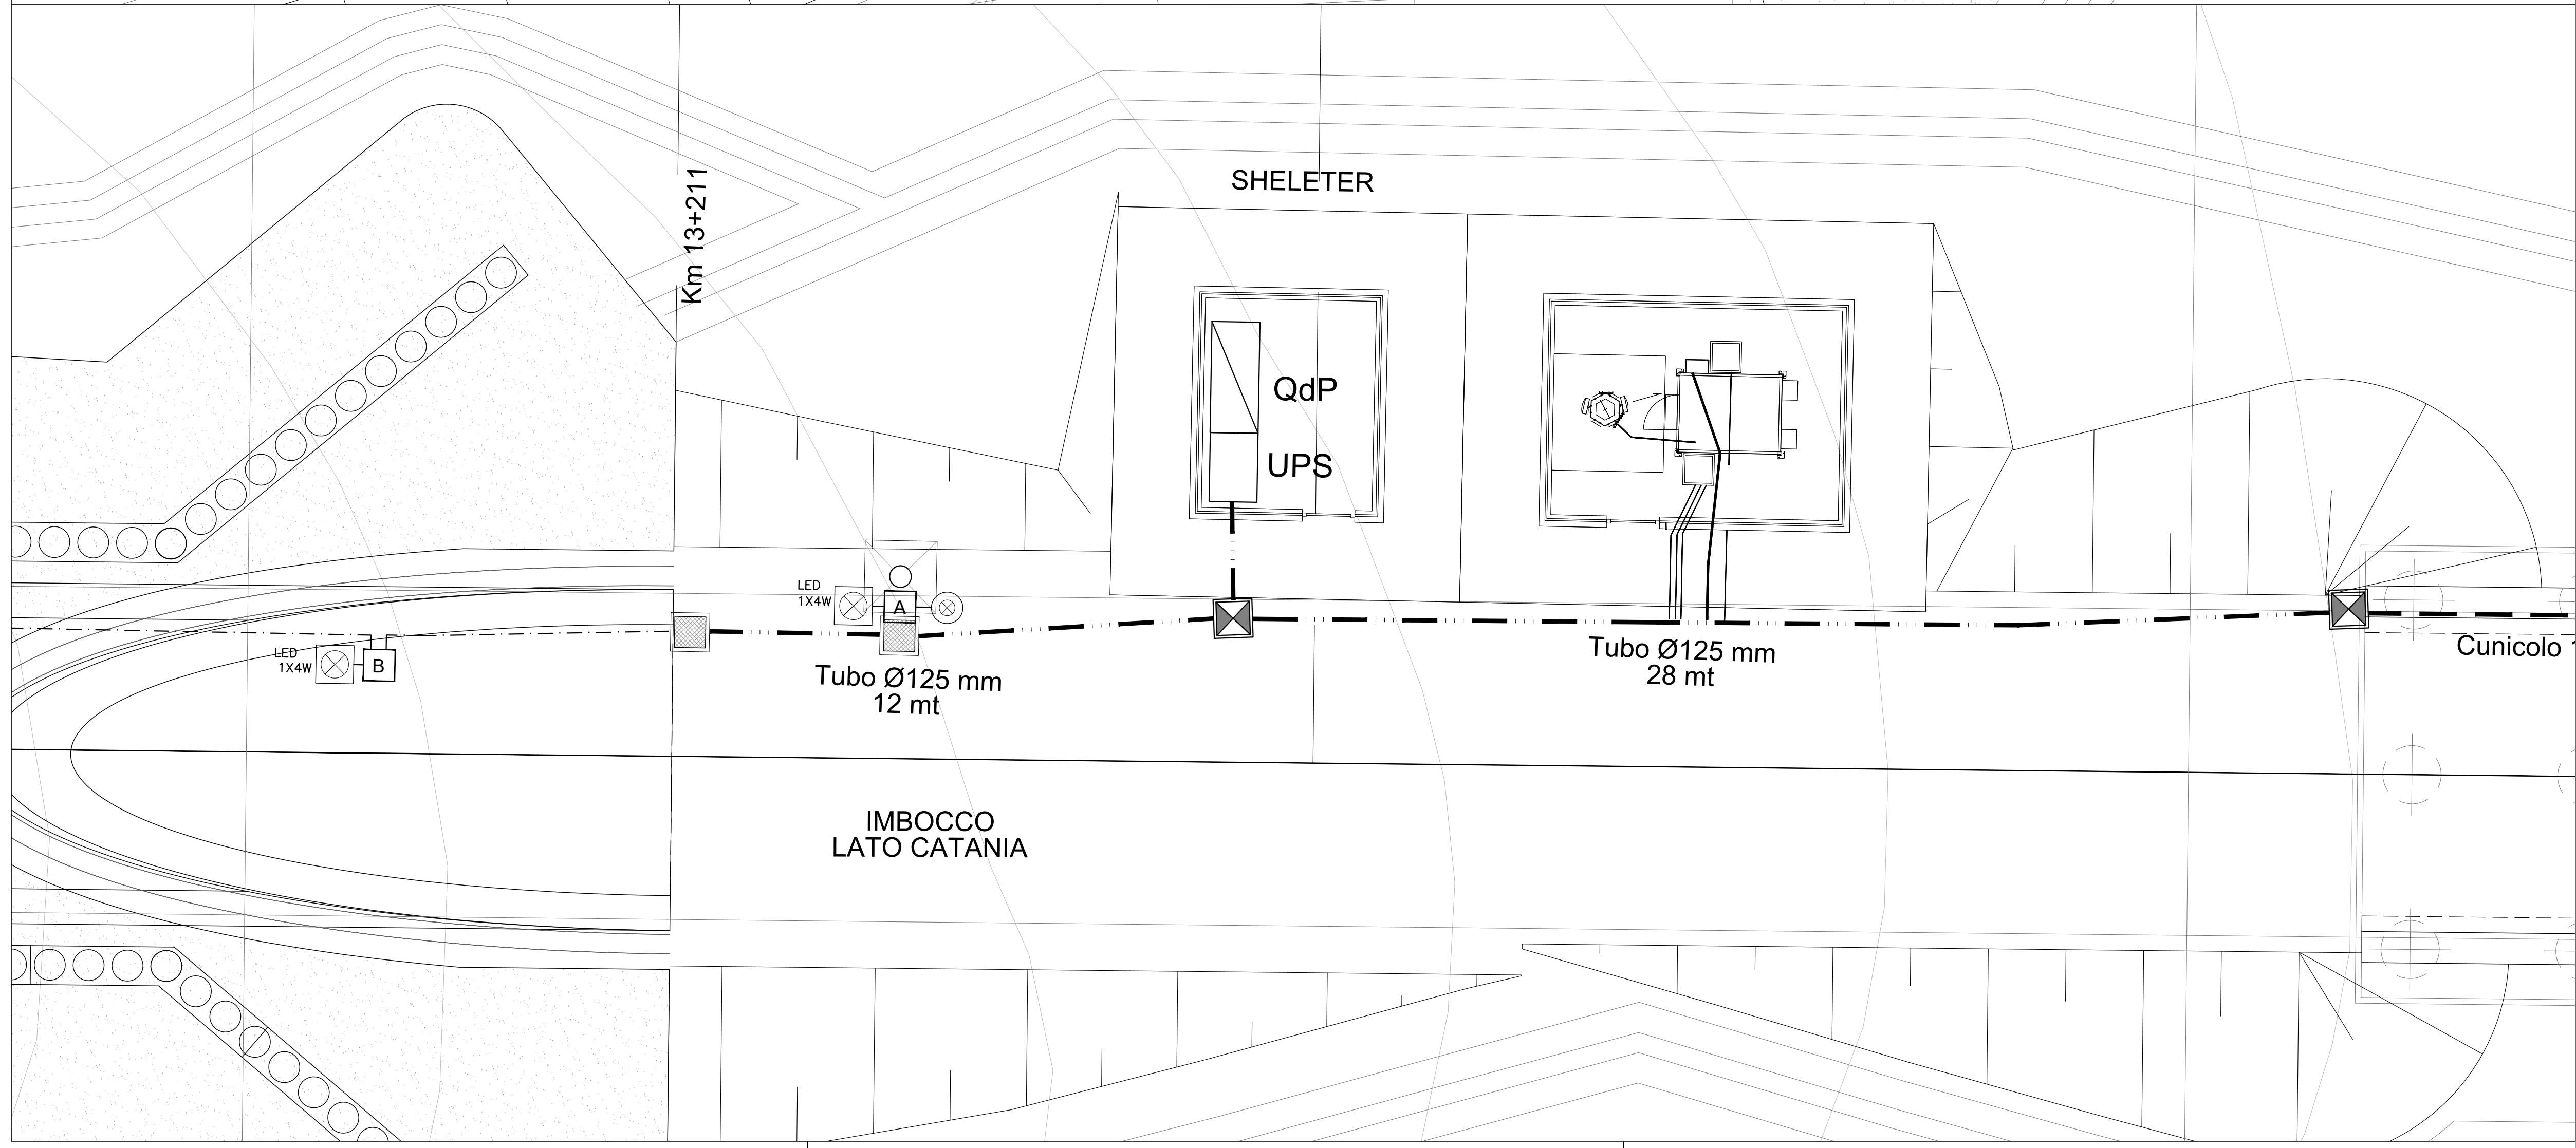 SHELETER
Km 13+211
QdP
UPS
LED
1X4W
A
LED
1X4W
B
Tubo Ø125 mm
12 mt
Tubo Ø125 mm
28 mt
Cunicolo
IMBOCCO
LATO CATANIA